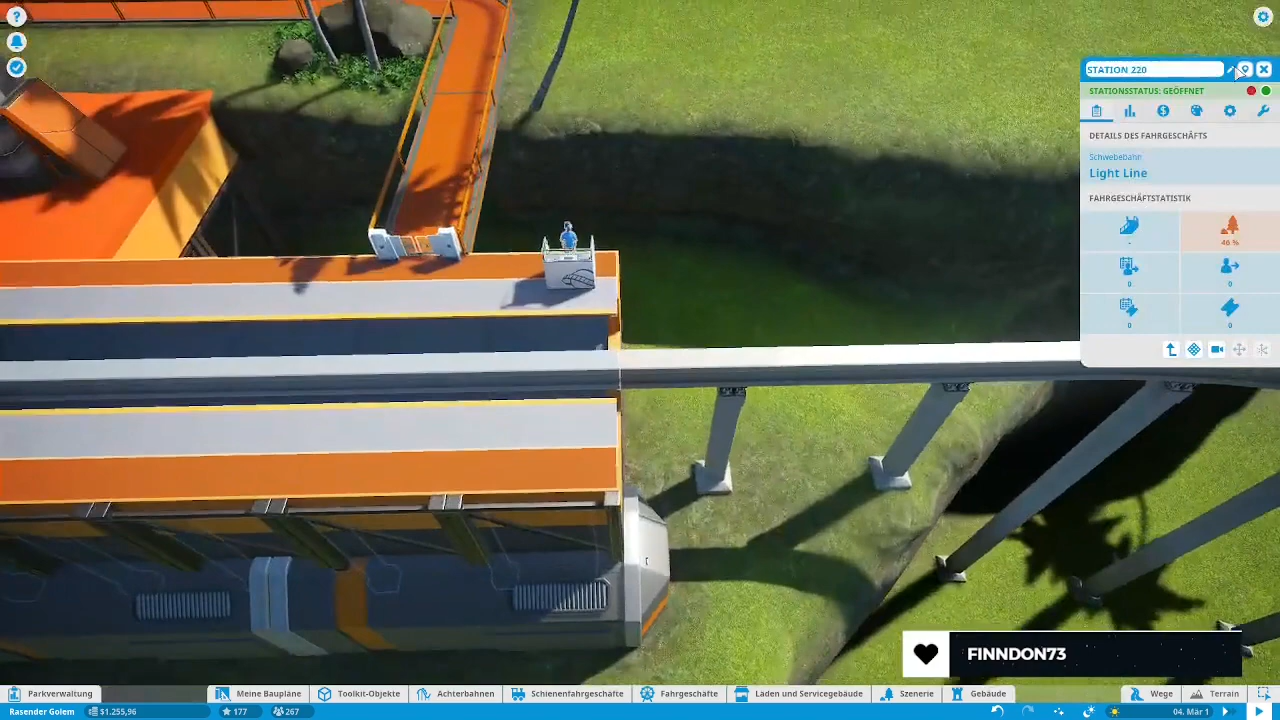 STATION 220
STATIONSSTATUS: GEÖFFNET
DETAILS DES FAHRGESCHÄFTS
Schwebebahn
Light Line
FAHRGESCHÄFTSTATISTIK
-
46 %
0
0
0
0
FINNDON73
Parkverwaltung
Meine Baupläne
Toolkit-Objekte
Achterbahnen
Schienenfahrgeschäfte
Fahrgeschäfte
Laden und Servicegebäude
Szenerie
Gebäude
Wege
Terrain
Rasender Golem
$1.255,96
177
267
04. Mär 1